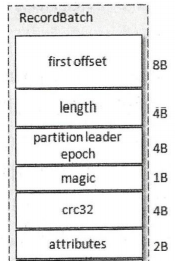 RecordBatch
first offset
8B
length
4B
partition leader
epoch
4B
magic
1B
crc32
4B
attributes
2B